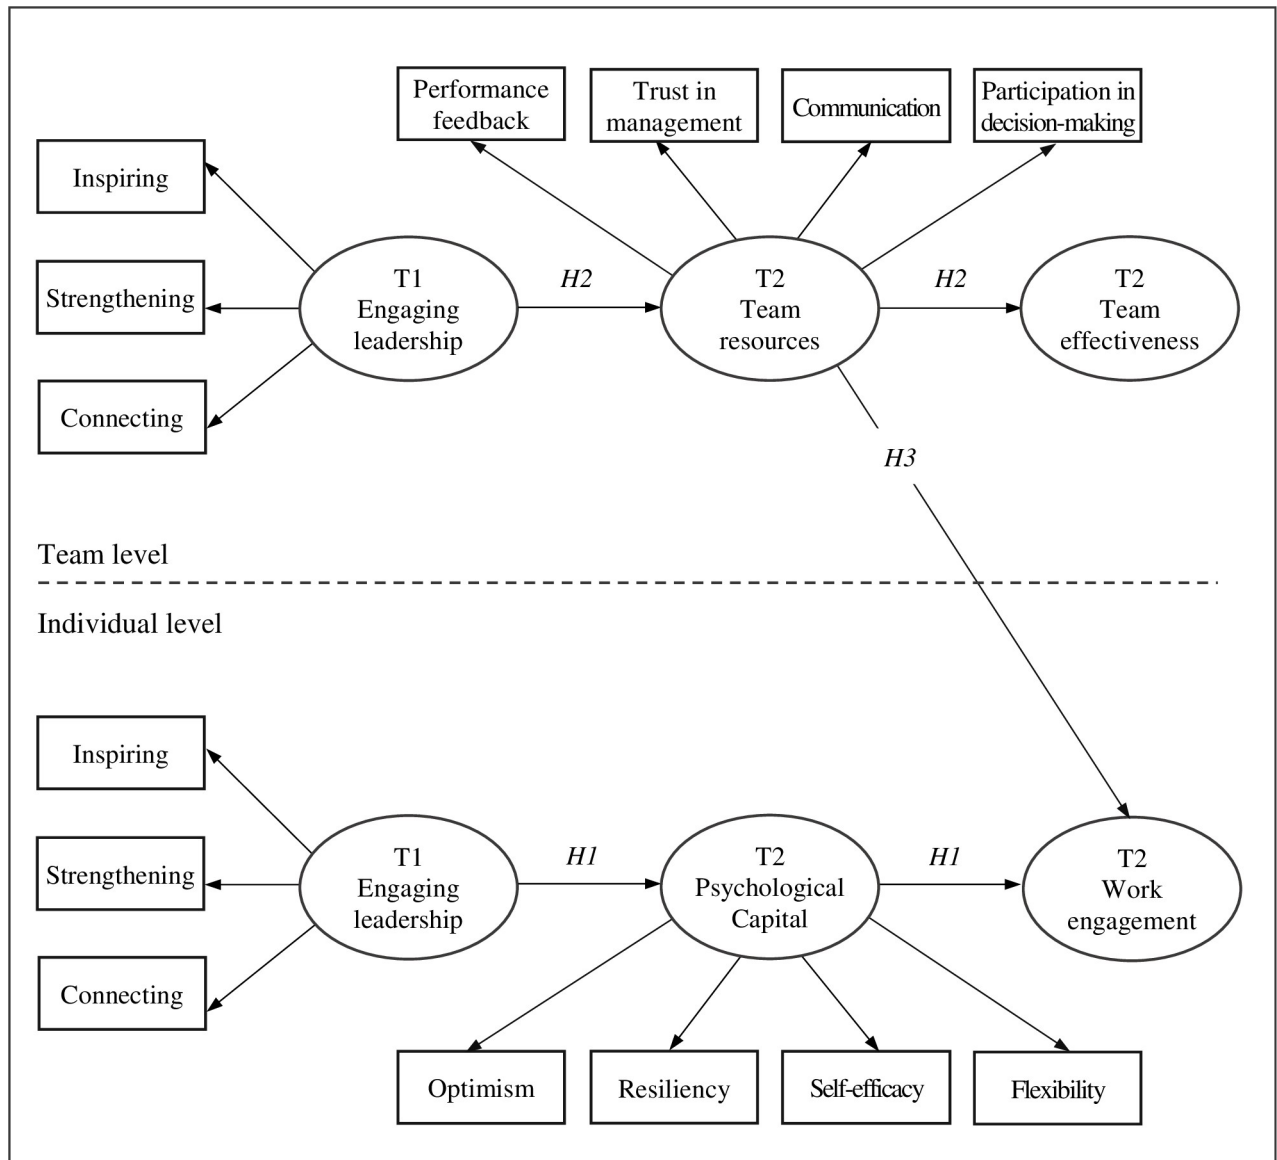 Performance
feedback
Trust in
management
Communication
Participation in
decision-making
Inspiring
Strengthening
Connecting
T1
Engaging
leadership
H2
T2
Team
resources
H2
T2
Team
effectiveness
H3
Team level
Individual level
Inspiring
Strengthening
Connecting
T1
Engaging
leadership
H1
T2
Psychological
Capital
H1
T2
Work
engagement
Optimism
Resiliency
Self-efficacy
Flexibility